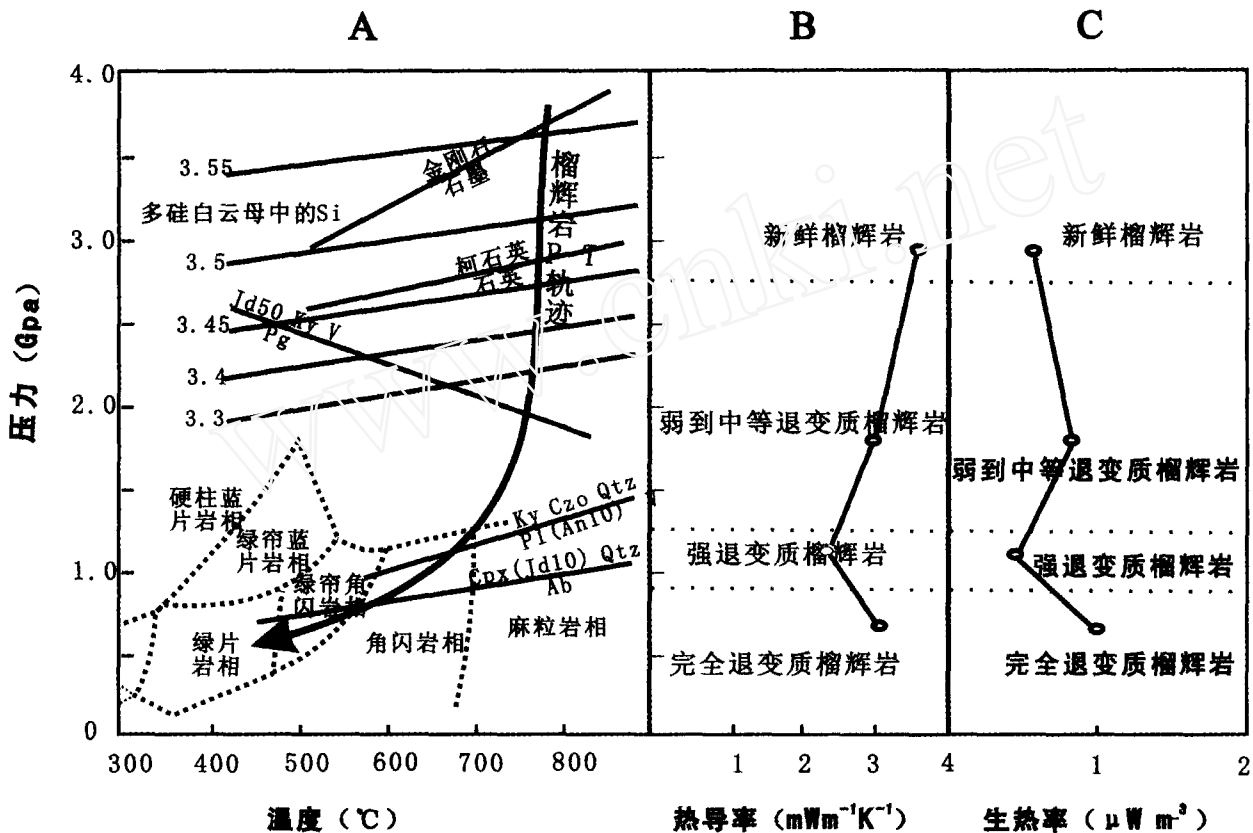 A
B
C
4.0
3.0
2.0
1.0
0
压力（Gpa）
3.55
多硅白云母中的Si
3.5
3.45
3.4
3.3
金刚石
石墨
柯石英
石英
榴辉岩P T轨迹
Jd50 Ky V
Pg
硬柱蓝
片岩相
绿帘蓝
片岩相
绿帘角
闪岩相
绿片
岩相
角闪岩相
麻粒岩相
Ky Czo Qtz
Pl(An10)
Cpx(Jd10) Qtz
Ab
新鲜榴辉岩
弱到中等退变质榴辉岩
强退变质榴辉岩
完全退变质榴辉岩
新鲜榴辉岩
弱到中等退变质榴辉岩
强退变质榴辉岩
完全退变质榴辉岩
300 400 500 600 700 800
1 2 3 4
1 2
温度（℃）
热导率（mWm⁻¹K⁻¹）
生热率（μW m⁻³）
www.cnki.net